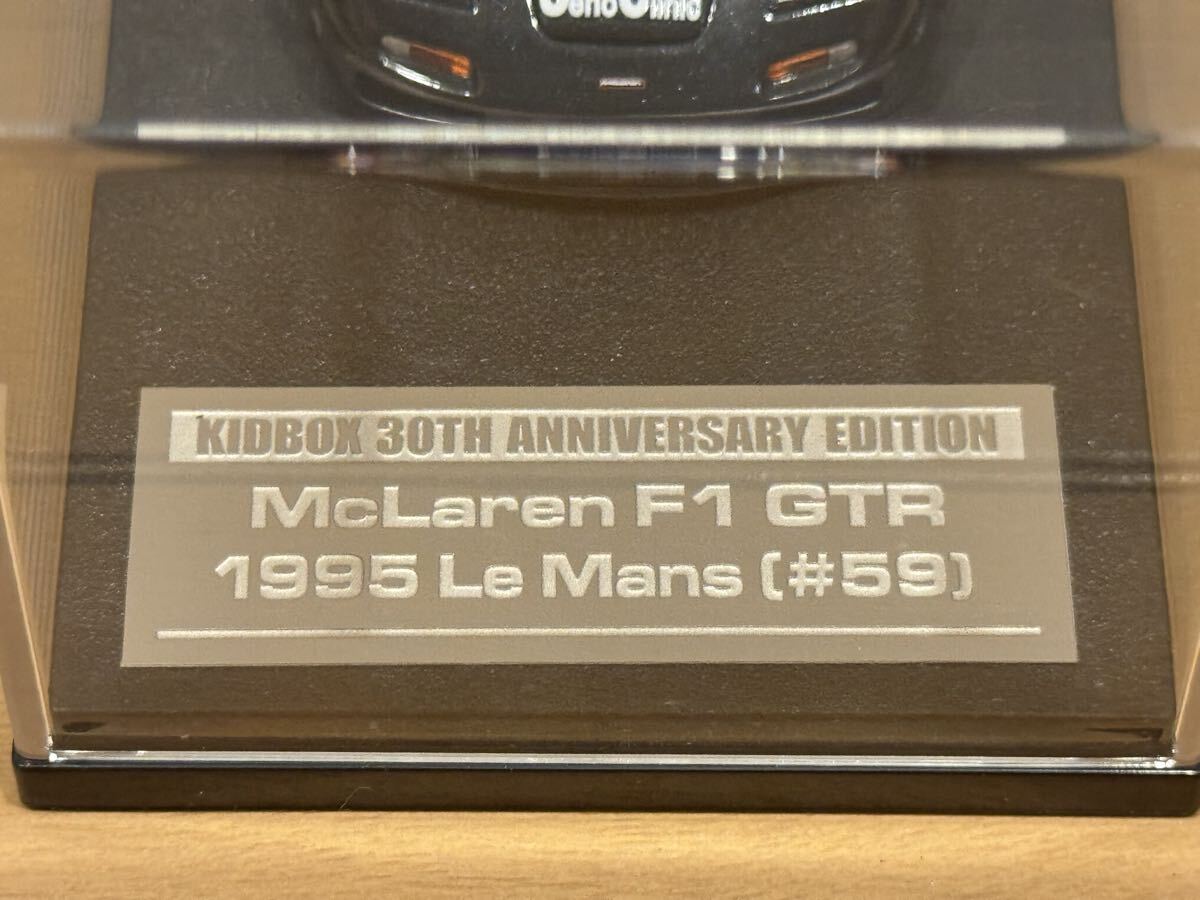 KIDBOX 30TH ANNIVERSARY EDITION
McLaren F1 GTR
1995 Le Mans (#59)